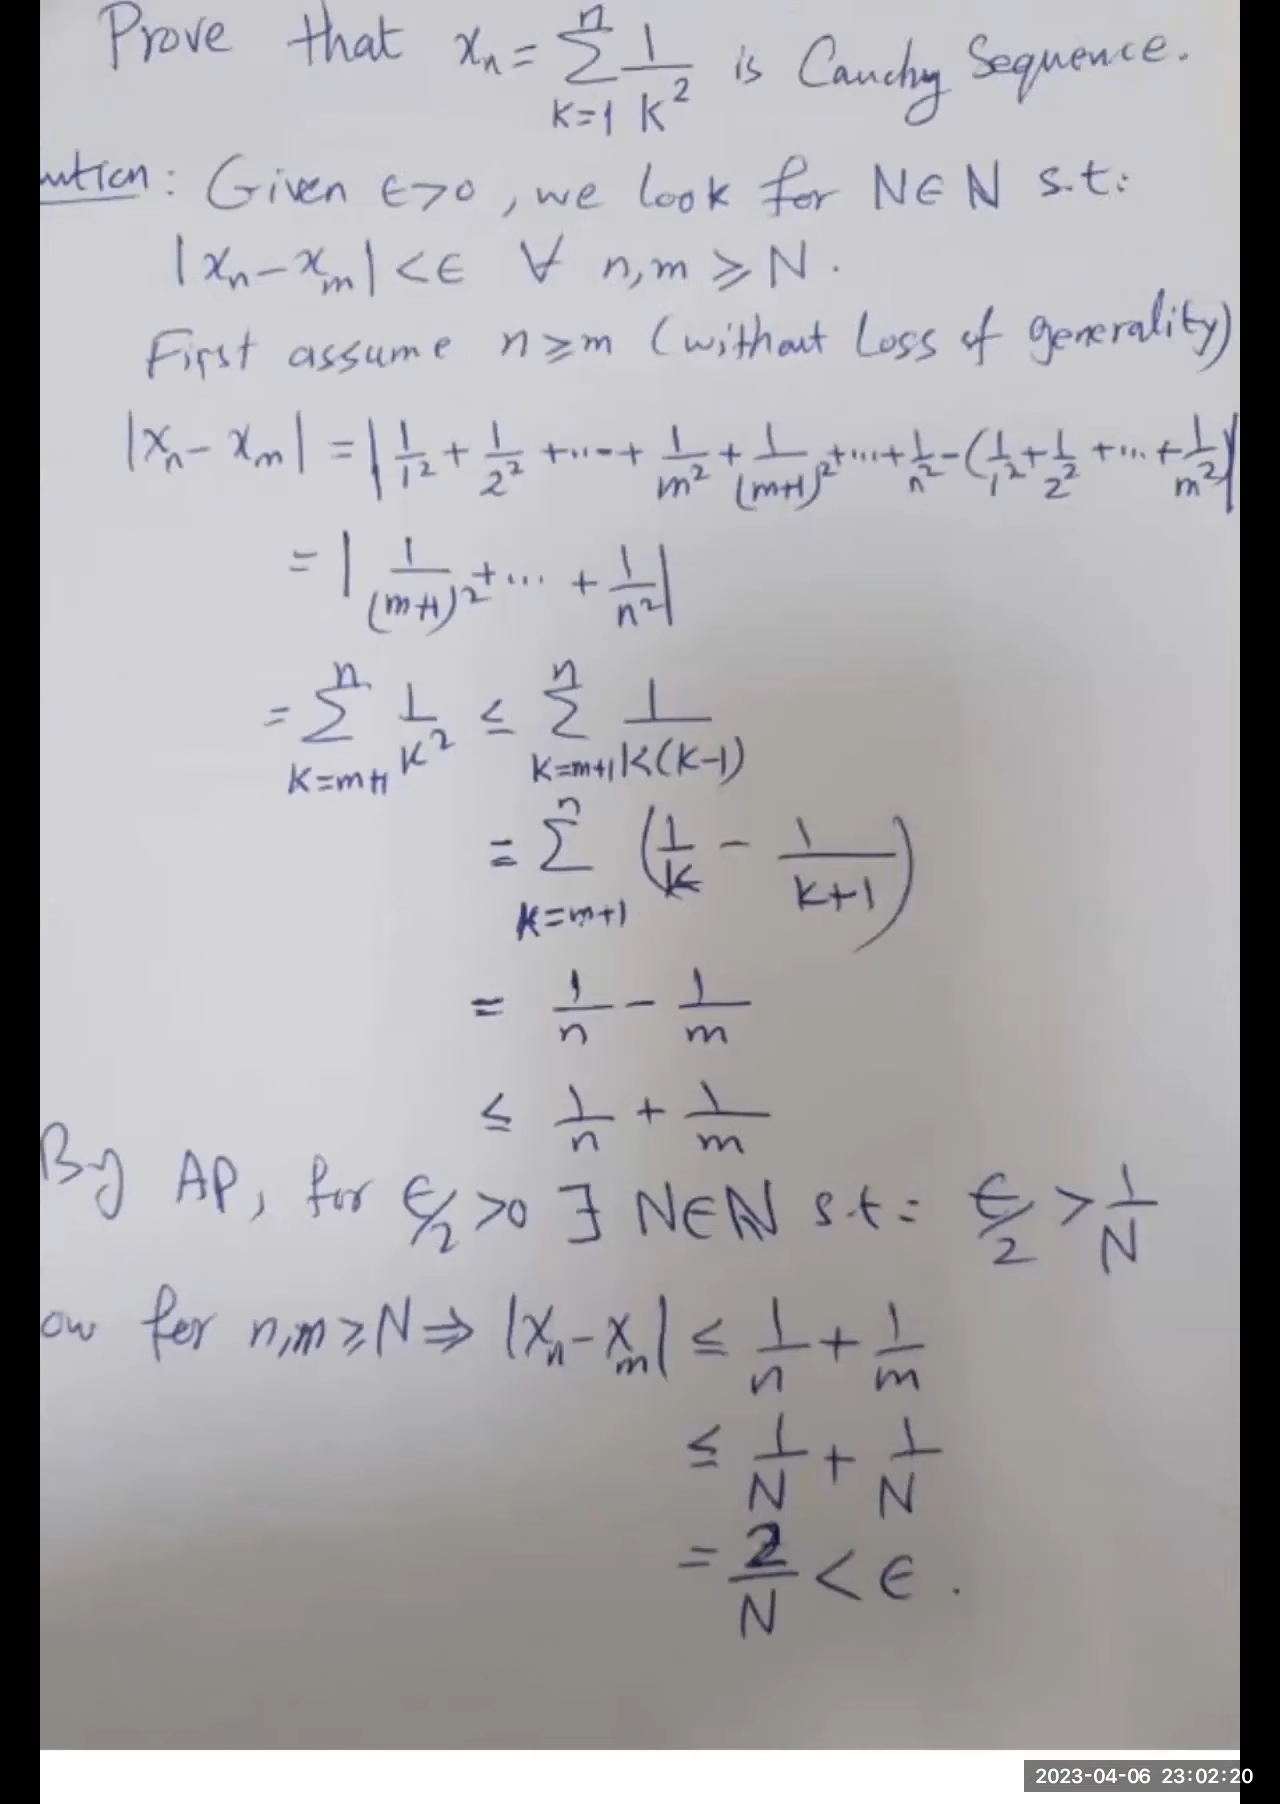 Prove that xₙ = Σ_{k=1}^{n} 1/k² is Cauchy Sequence.
ution: Given ε>0, we look for N∈ℕ s.t:
|xₙ-xₘ| <ε ∀ n,m ≥ N.
First assume n≥m (without Loss of generality)
|xₙ- xₘ| = |1/1² + 1/2² +...+ 1/m² + 1/(m+1)² +...+ 1/n² - (1/1² + 1/2² +...+ 1/m²)|
= |1/(m+1)² +... + 1/n²|
= Σ_{k=m+1}^{n} 1/k² ≤ Σ_{k=m+1}^{n} 1/k(k-1)
= Σ_{k=m+1}^{n} (1/k - 1/k+1)
= 1/n - 1/m
≤ 1/n + 1/m
By AP, for ε/2 >0 ∃ N∈ℕ s.t: ε/2 > 1/N
ow for n,m≥N ⇒ |xₙ-xₘ| ≤ 1/n + 1/m
≤ 1/N + 1/N
= 2/N < ε.
2023-04-06 23:02:20